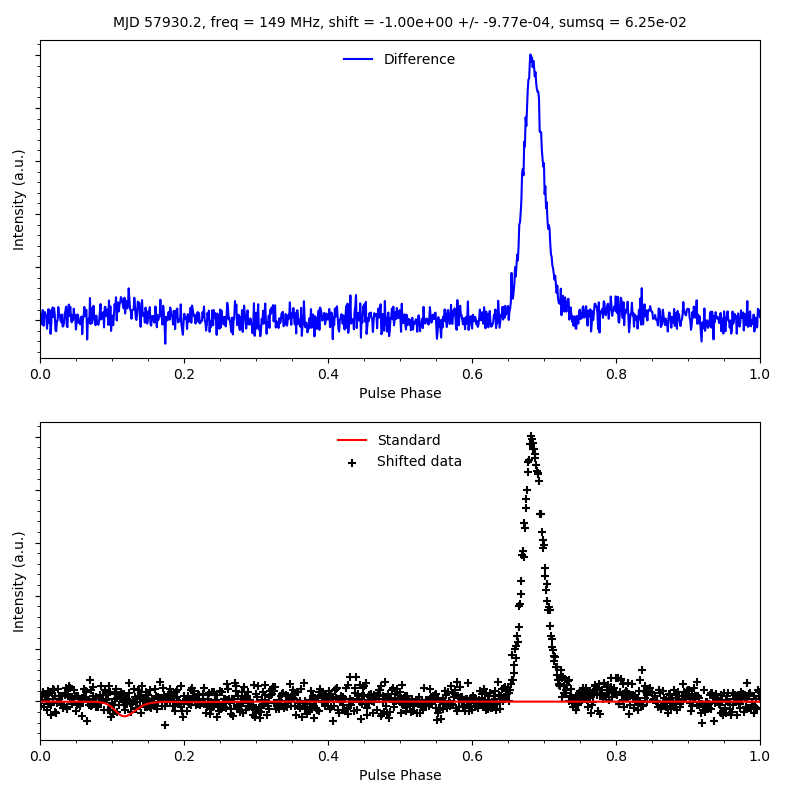 MJD 57930.2, freq = 149 MHz, shift = -1.00e+00 +/- -9.77e-04, sumsq = 6.25e-02
Difference
Intensity (a.u.)
0.0 0.2 0.4 0.6 0.8 1.0
Pulse Phase
Standard
Shifted data
Intensity (a.u.)
0.0 0.2 0.4 0.6 0.8 1.0
Pulse Phase